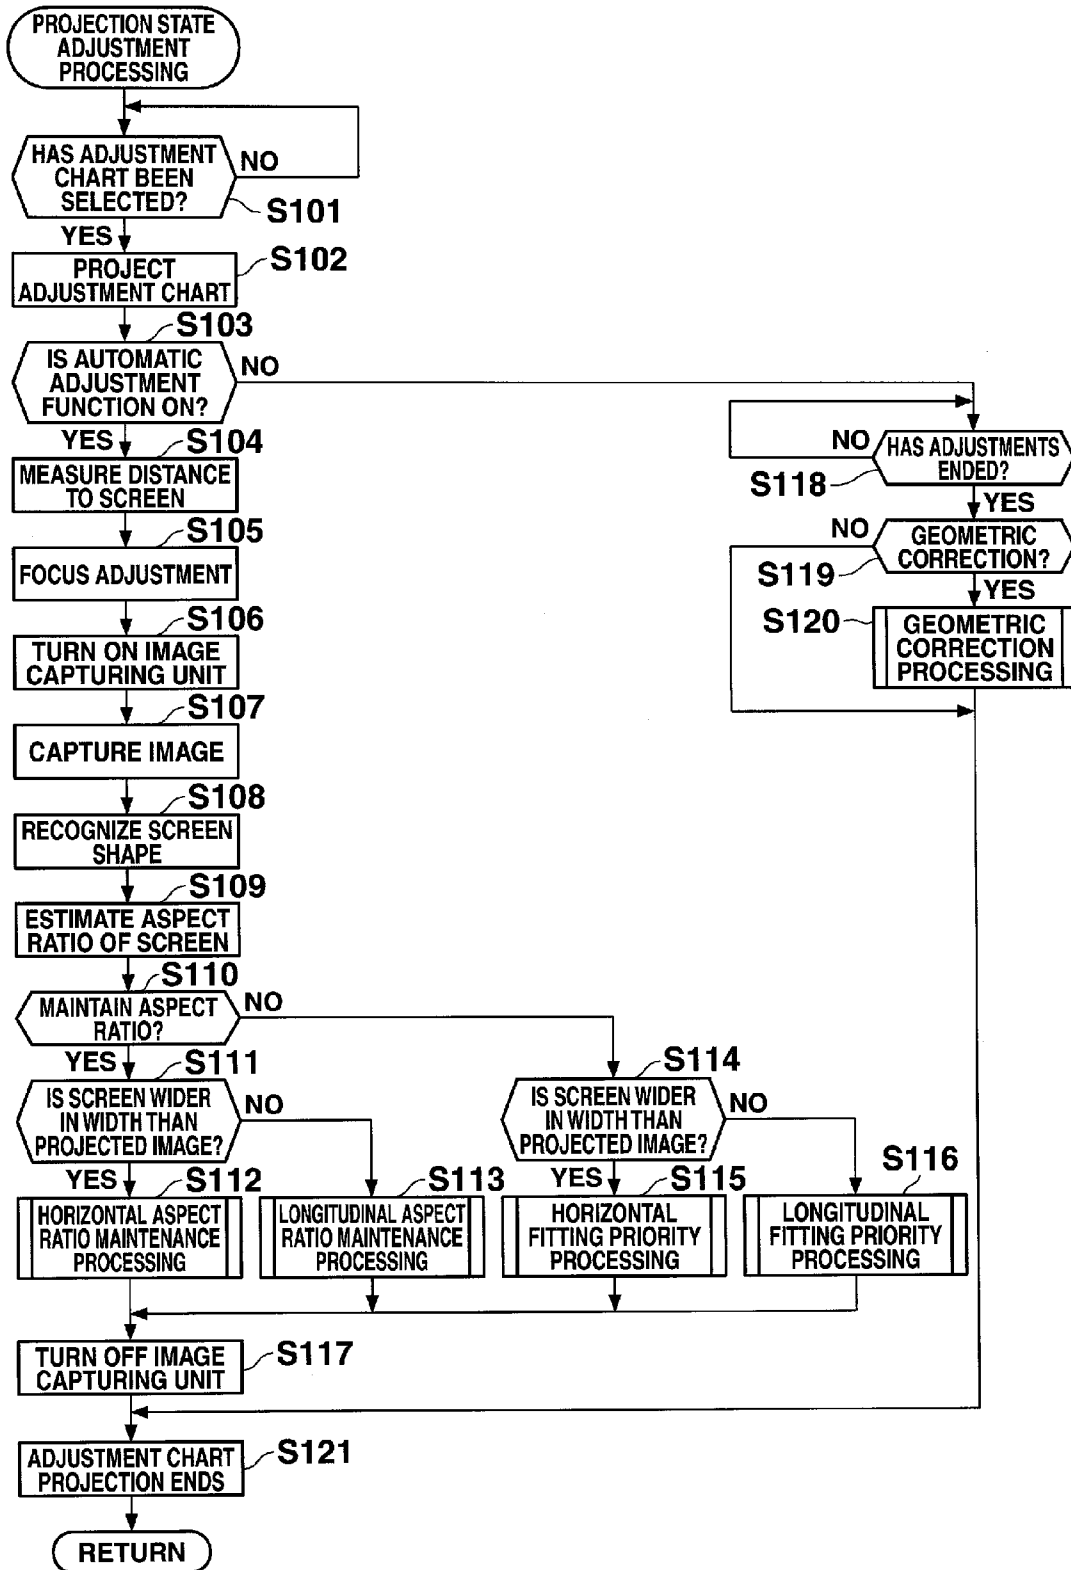 PROJECTION STATE
ADJUSTMENT
PROCESSING
HAS ADJUSTMENT
CHART BEEN
SELECTED?
NO
S101
YES
PROJECT
ADJUSTMENT CHART
S102
S103
IS AUTOMATIC
ADJUSTMENT
FUNCTION ON?
NO
YES
S104
MEASURE DISTANCE
TO SCREEN
S105
FOCUS ADJUSTMENT
S106
TURN ON IMAGE
CAPTURING UNIT
S107
CAPTURE IMAGE
S108
RECOGNIZE SCREEN
SHAPE
S109
ESTIMATE ASPECT
RATIO OF SCREEN
S110
MAINTAIN ASPECT
RATIO?
NO
YES
S111
IS SCREEN WIDER
IN WIDTH THAN
PROJECTED IMAGE?
NO
YES
S112
HORIZONTAL ASPECT
RATIO MAINTENANCE
PROCESSING
S113
LONGITUDINAL ASPECT
RATIO MAINTENANCE
PROCESSING
S114
IS SCREEN WIDER
IN WIDTH THAN
PROJECTED IMAGE?
NO
YES
S115
HORIZONTAL
FITTING PRIORITY
PROCESSING
S116
LONGITUDINAL
FITTING PRIORITY
PROCESSING
TURN OFF IMAGE
CAPTURING UNIT
S117
NO
HAS ADJUSTMENTS
ENDED?
S118
YES
NO
GEOMETRIC
CORRECTION?
S119
YES
S120
GEOMETRIC
CORRECTION
PROCESSING
ADJUSTMENT CHART
PROJECTION ENDS
S121
RETURN